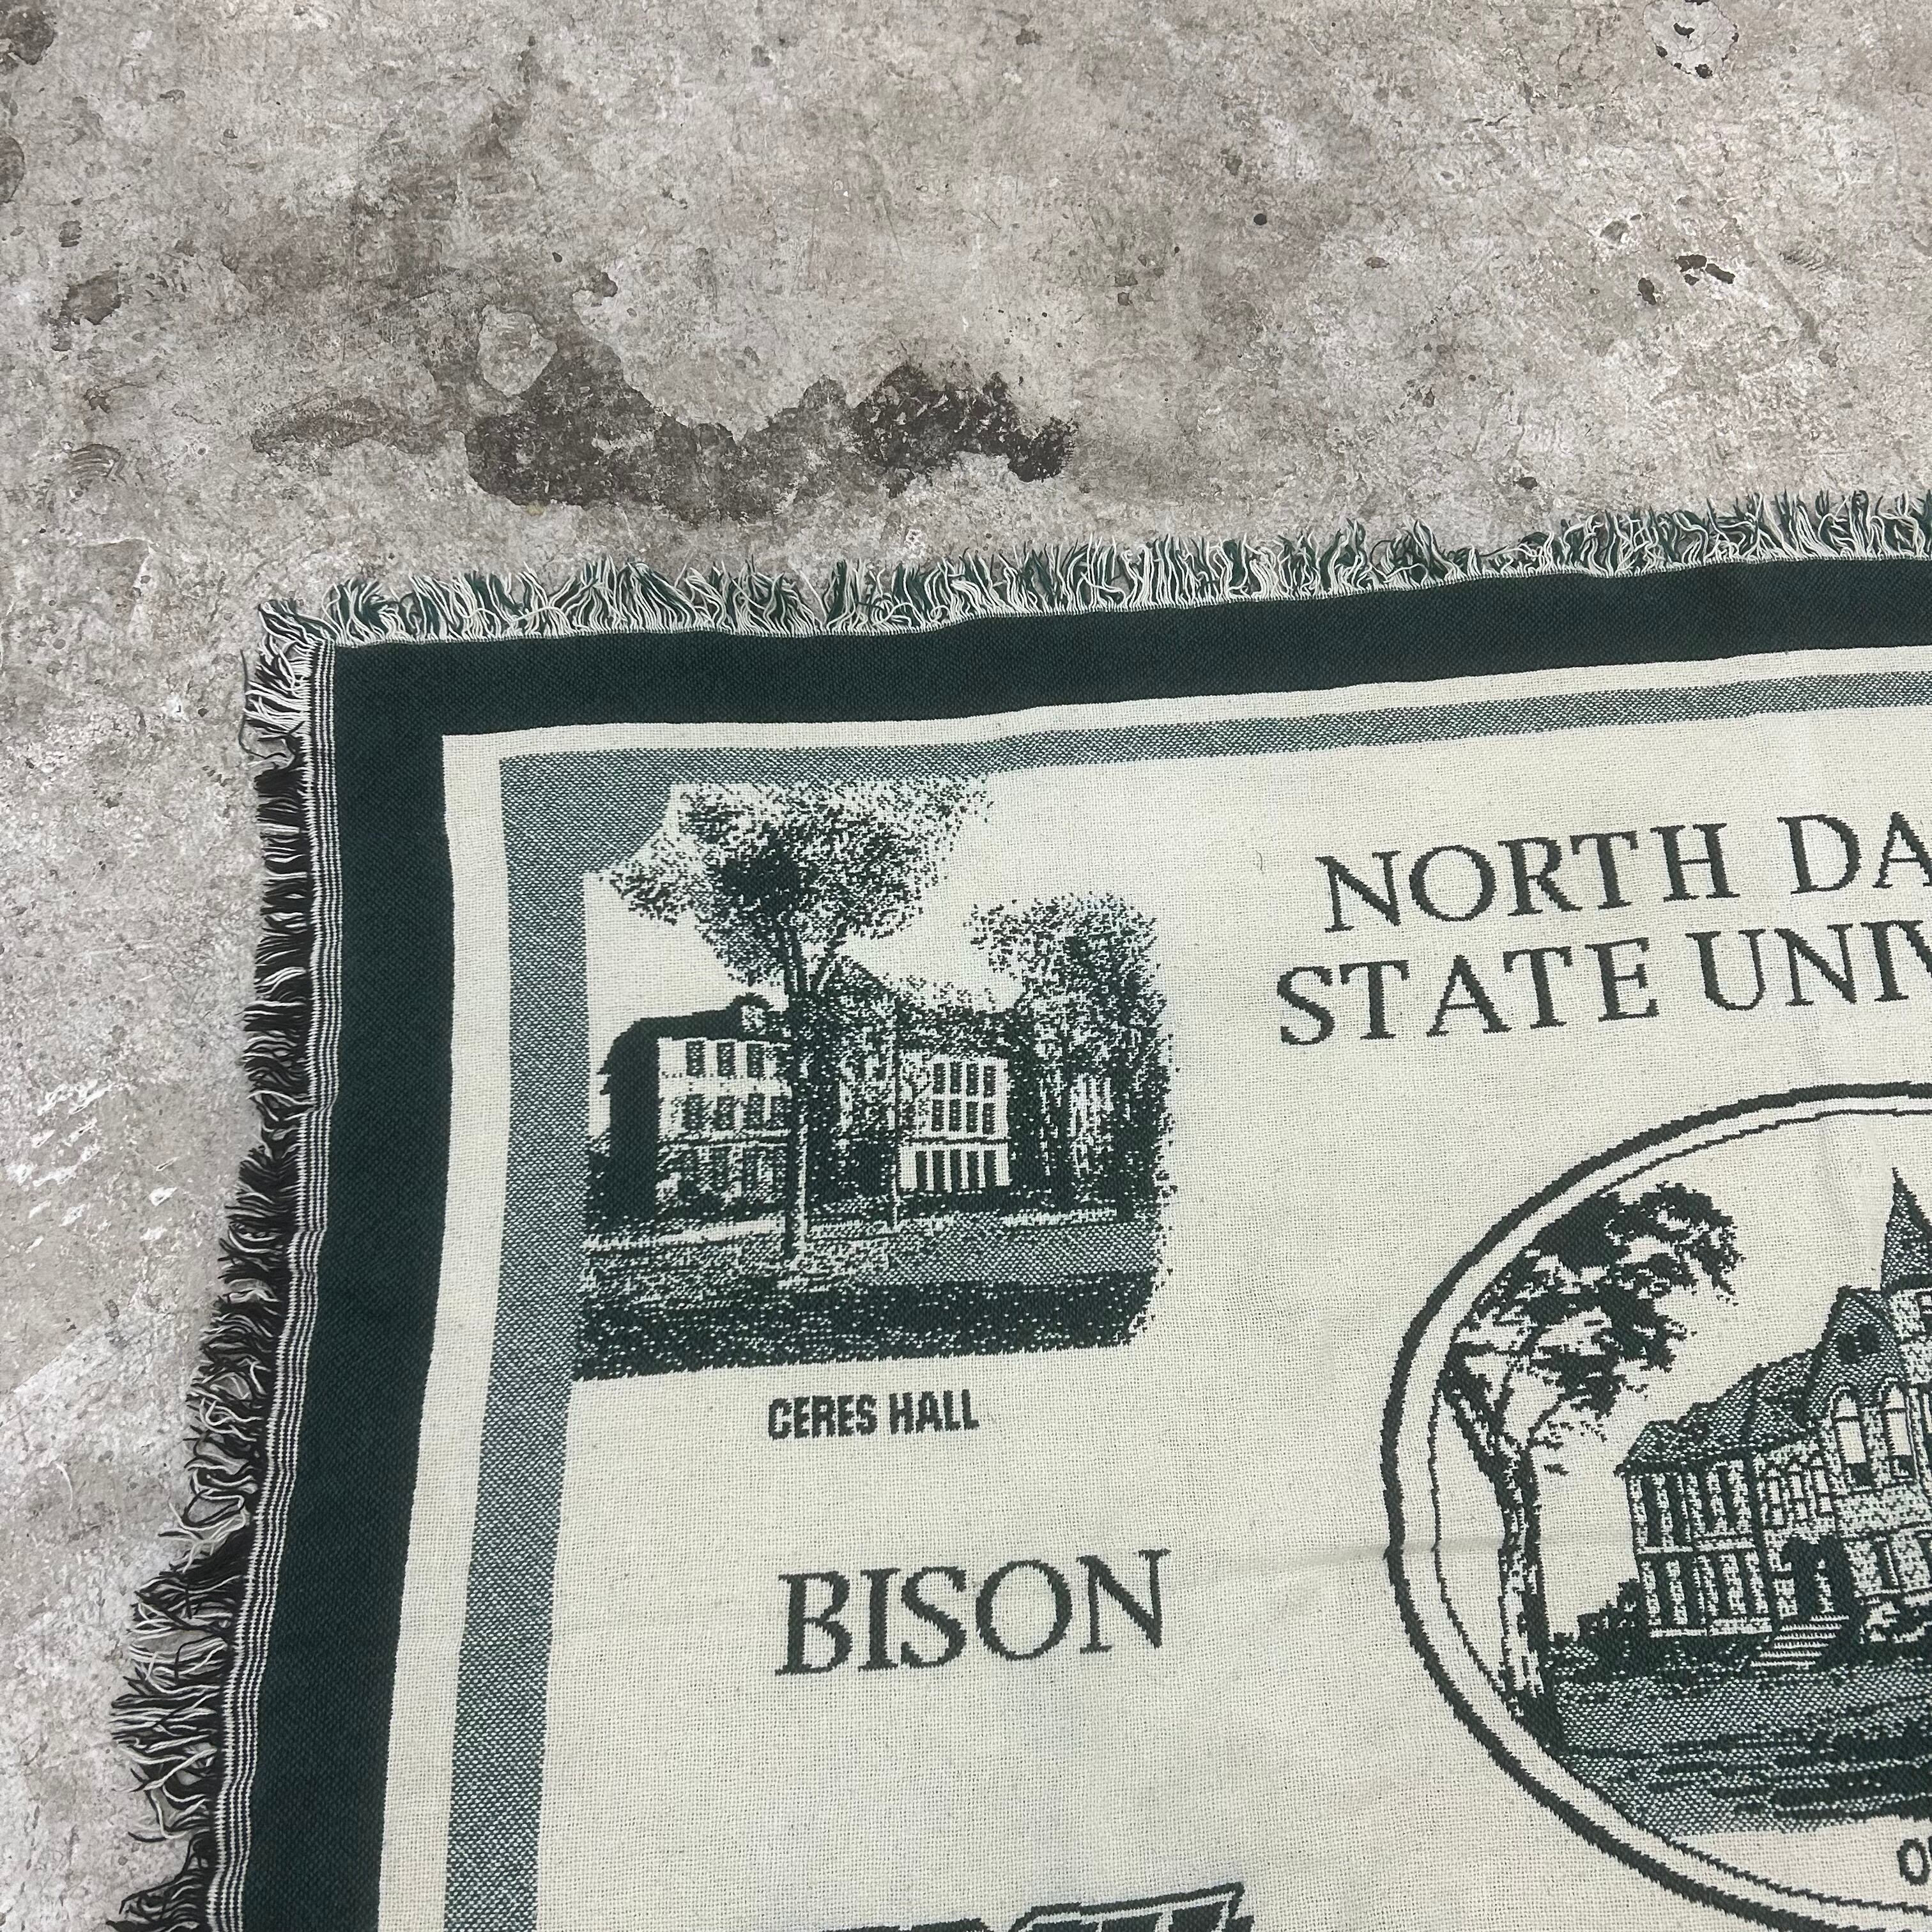 NORTH DA
STATE UNIV
CERES HALL
BISON